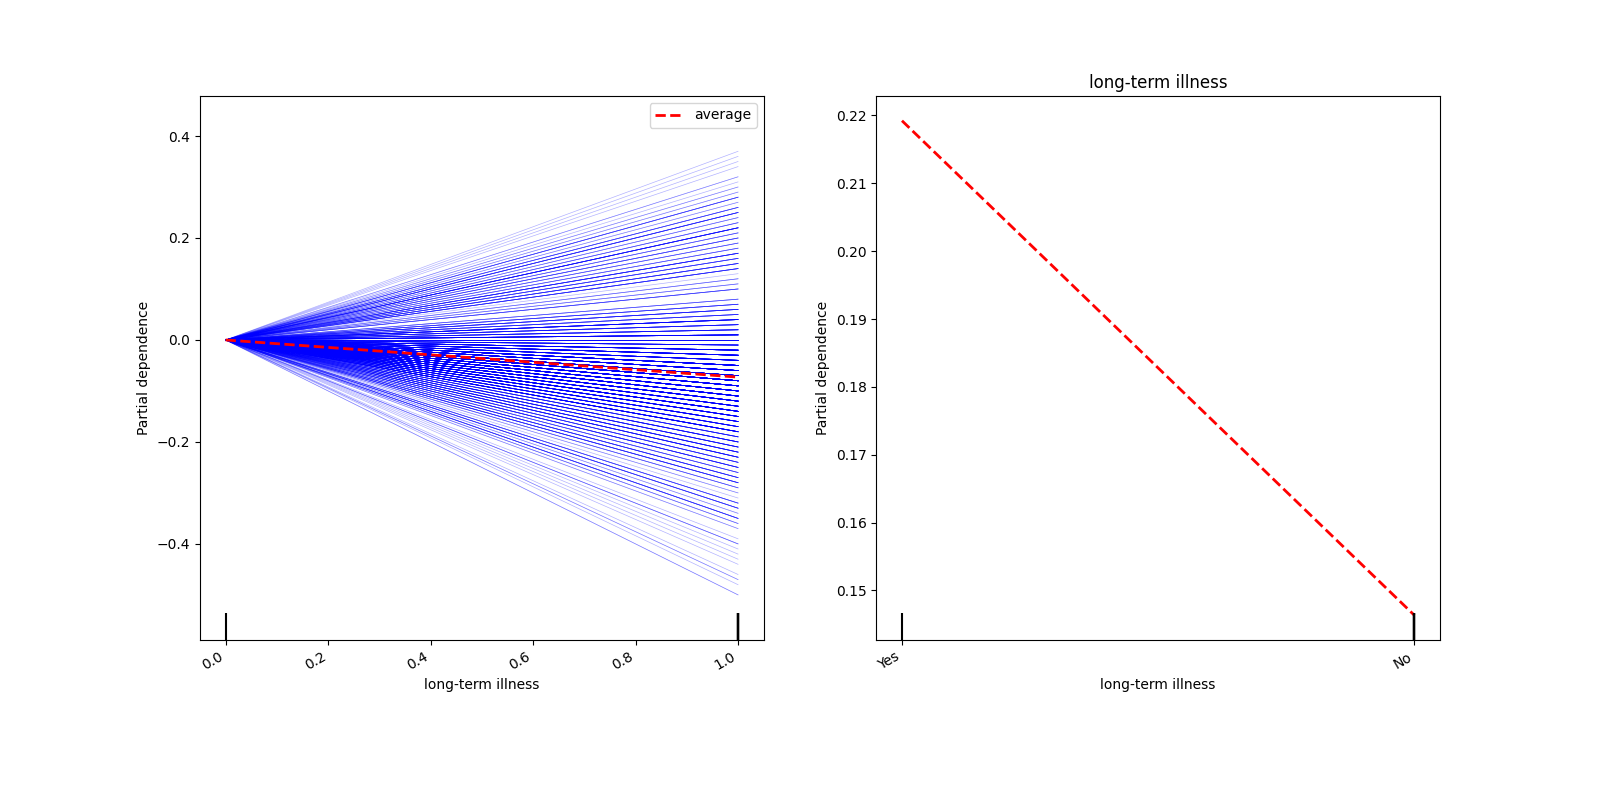 average
0.4
0.2
0.0
−0.2
−0.4
Partial dependence
0.0
0.2
0.4
0.6
0.8
1.0
long-term illness
long-term illness
0.22
0.21
0.20
0.19
0.18
0.17
0.16
0.15
Partial dependence
Yes
No
long-term illness